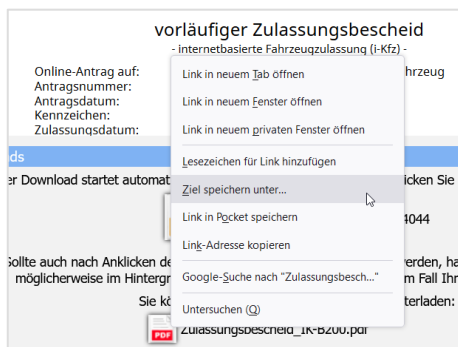 vorläufiger Zulassungsbescheid
- internetbasierte Fahrzeugzulassung (i-Kfz) -
Online-Antrag auf:
Antragsnummer:
Antragsdatum:
Kennzeichen:
Zulassungsdatum:
hrzeug
Link in neuem Tab öffnen
Link in neuem Fenster öffnen
Link in neuem privaten Fenster öffnen
Lesezeichen für Link hinzufügen
Ziel speichern unter...
Link in Pocket speichern
Link-Adresse kopieren
Google-Suche nach "Zulassungsbesch..."
Untersuchen (Q)
ds
er Download startet automat
icken Sie
4044
Sollte auch nach Anklicken de
erden, ha
möglicherweise im Hintergr
m Fall Ihr
Sie kö
terladen:
PDF
Zulassungsbescheid_IK-B200.pdf